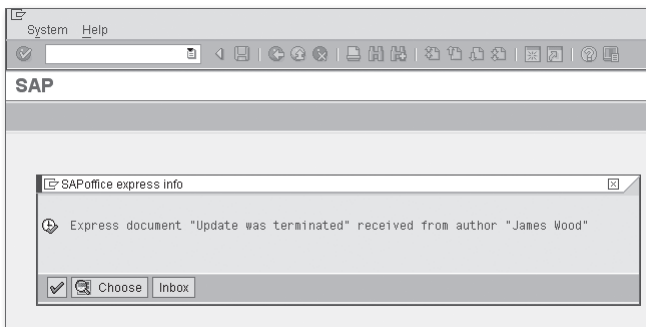 System Help
SAP
SAPoffice express info
Express document "Update was terminated" received from author "James Wood"
Choose Inbox